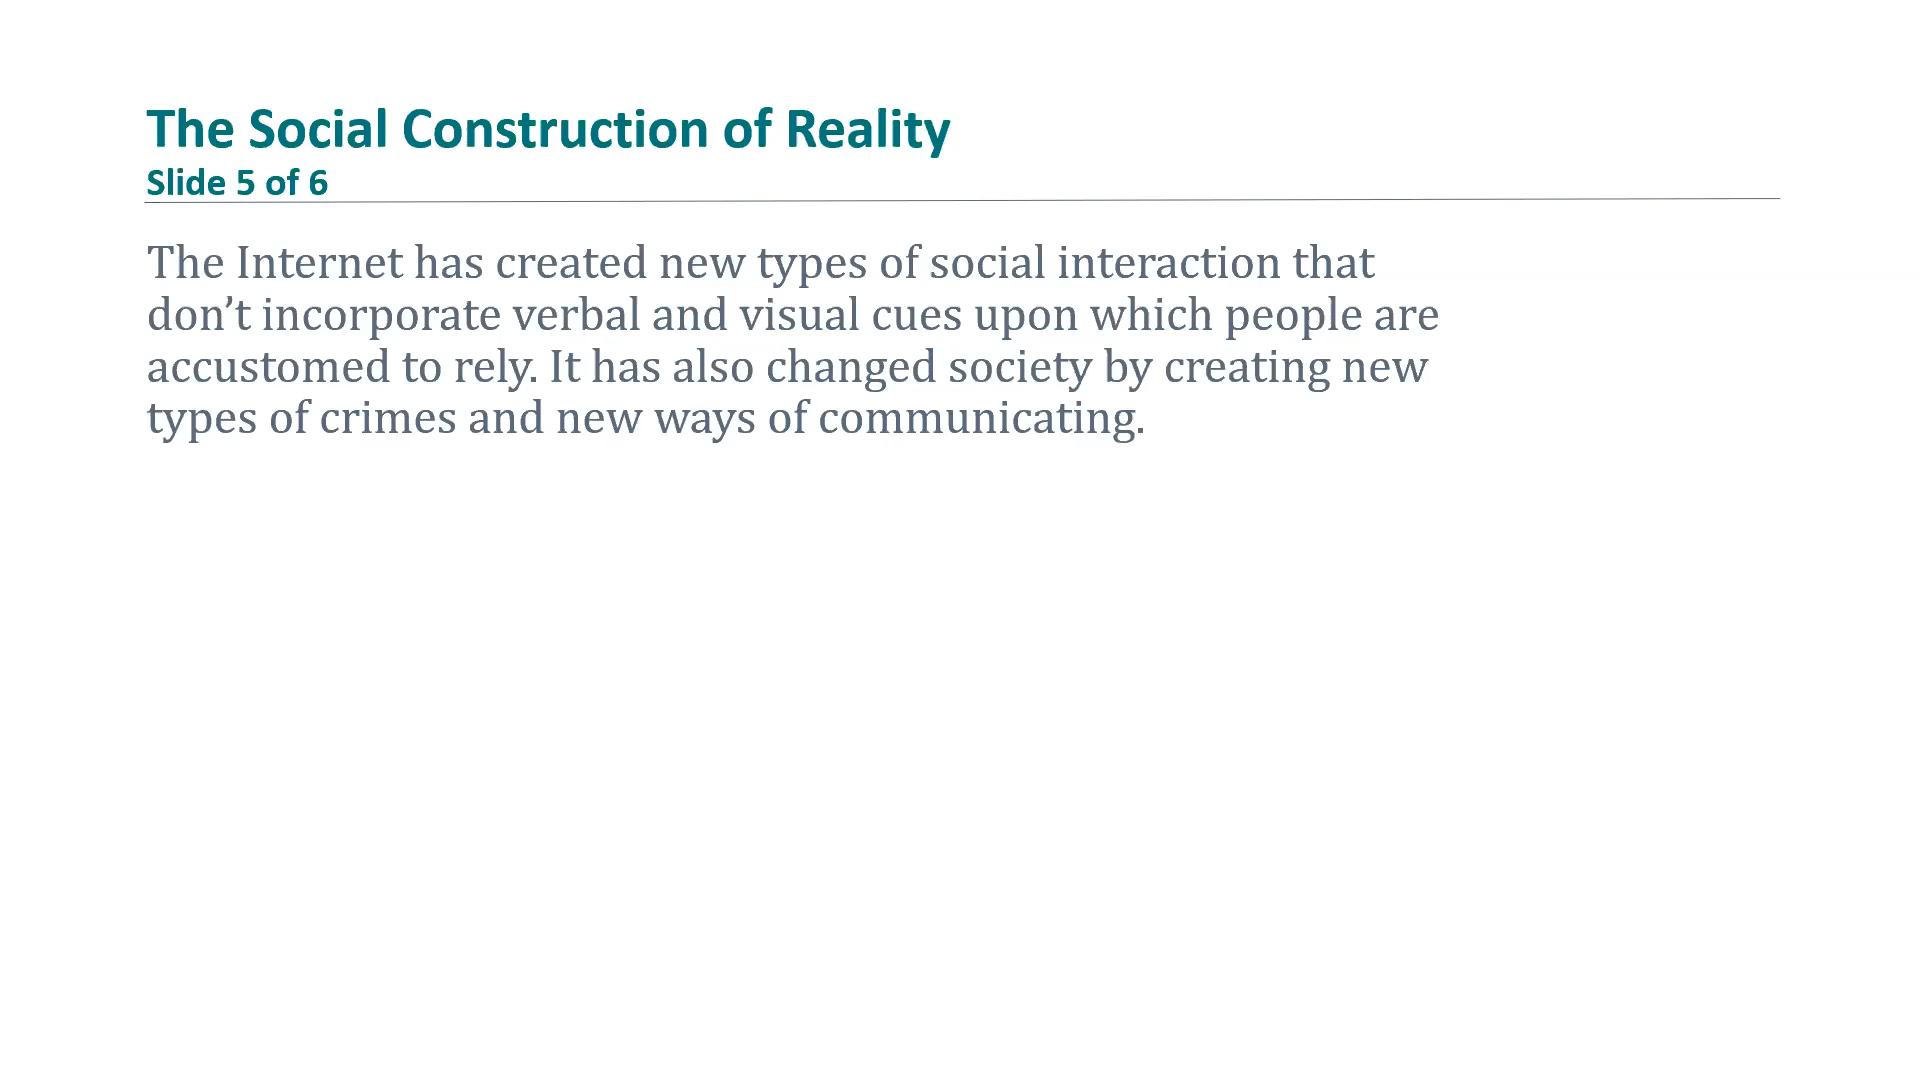 The Social Construction of Reality
Slide 5 of 6
The Internet has created new types of social interaction that
don’t incorporate verbal and visual cues upon which people are
accustomed to rely. It has also changed society by creating new
types of crimes and new ways of communicating.